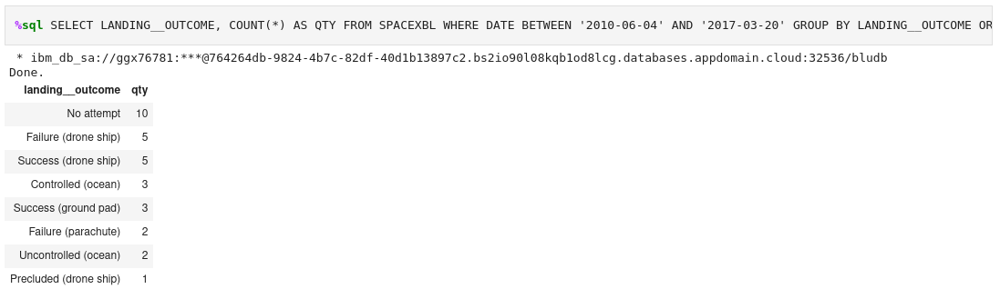 %sql SELECT LANDING__OUTCOME, COUNT(*) AS QTY FROM SPACEXBL WHERE DATE BETWEEN '2010-06-04' AND '2017-03-20' GROUP BY LANDING__OUTCOME OR
* ibm_db_sa://ggx76781:***@764264db-9824-4b7c-82df-40d1b13897c2.bs2io90l08kqb1od8lcg.databases.appdomain.cloud:32536/bludb
Done.
landing__outcome qty
No attempt 10
Failure (drone ship) 5
Success (drone ship) 5
Controlled (ocean) 3
Success (ground pad) 3
Failure (parachute) 2
Uncontrolled (ocean) 2
Precluded (drone ship) 1